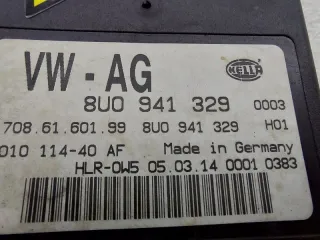 VW-AG
HELLA
8U0 941 329 0003
708.61.601.99 8U0 941 329 H01
010 114-40 AF Made in Germany
HLR-0W5 05.03.14 0001 0383